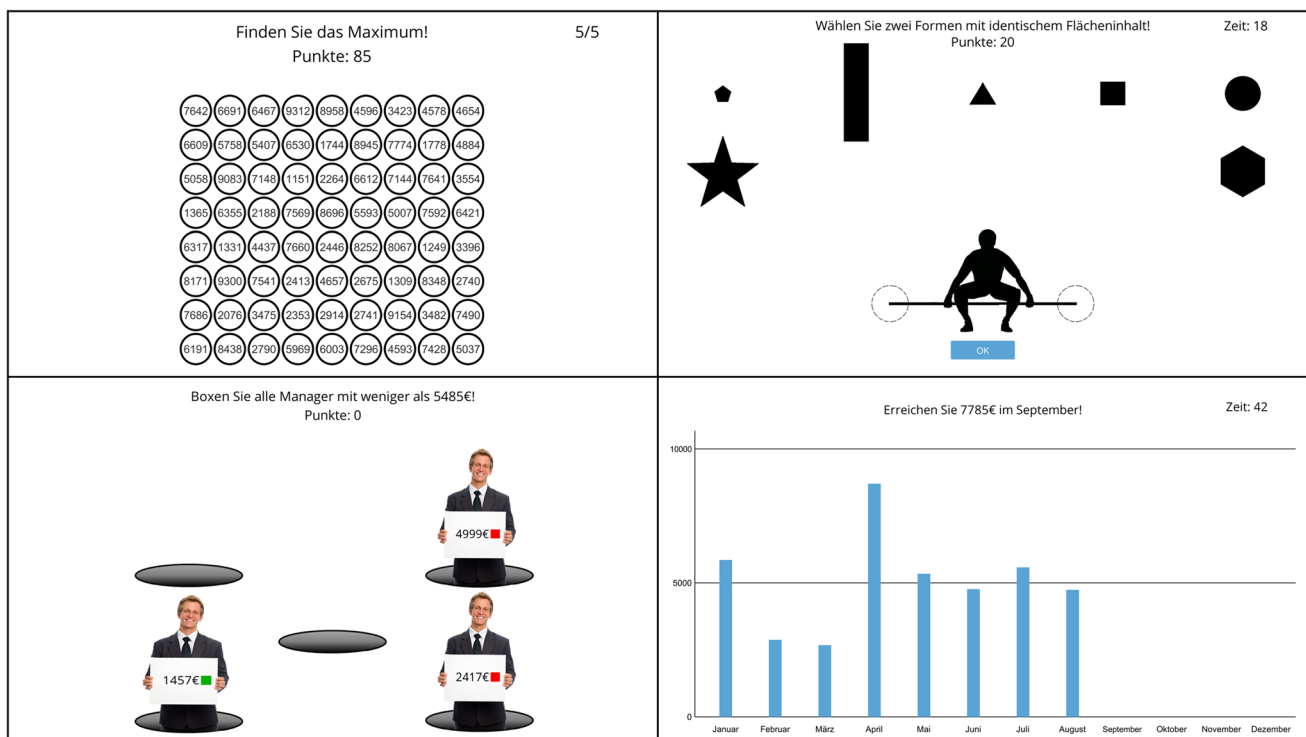 Finden Sie das Maximum!
5/5
Punkte: 85
7642 6691 6467 9312 8958 4596 3423 4578 4654
6609 5758 5407 6530 1744 8945 7774 1778 4884
5058 9083 7148 1151 2264 6612 7144 7641 3554
1365 6355 2188 7569 8696 5593 5007 7592 6421
6317 1331 4437 7660 2446 8252 8067 1249 3396
8171 9300 7541 2413 4657 2675 1309 8348 2740
7686 2076 3475 2353 2914 2741 9154 3482 7490
6191 8438 2790 5969 6003 7296 4593 7428 5037
Wählen Sie zwei Formen mit identischem Flächeninhalt!
Zeit: 18
Punkte: 20
OK
Boxen Sie alle Manager mit weniger als 5485€!
Punkte: 0
4999€
1457€
2417€
Erreichen Sie 7785€ im September!
Zeit: 42
10000
5000
0
Januar Februar März April Mai Juni Juli August September Oktober November Dezember